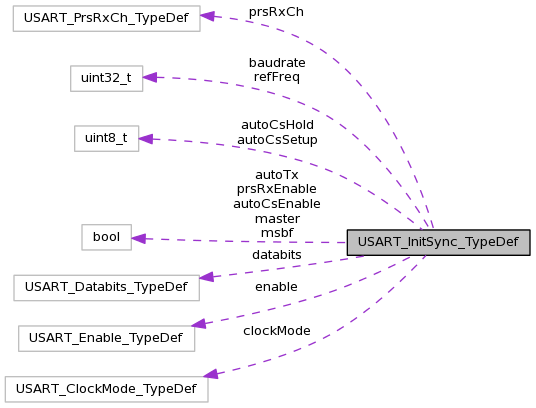 USART_PrsRxCh_TypeDef
prsRxCh
uint32_t
baudrate
refFreq
uint8_t
autoCsHold
autoCsSetup
bool
autoTx
prsRxEnable
autoCsEnable
master
msbf
USART_InitSync_TypeDef
USART_Databits_TypeDef
databits
USART_Enable_TypeDef
enable
USART_ClockMode_TypeDef
clockMode